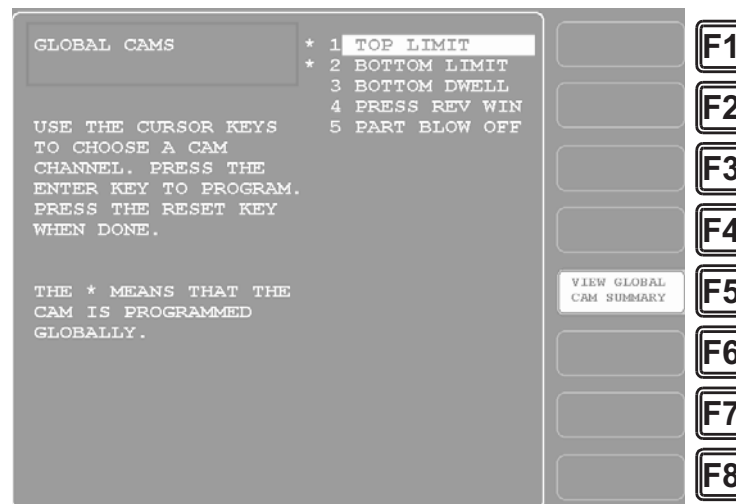 GLOBAL CAMS
* 1 TOP LIMIT
* 2 BOTTOM LIMIT
3 BOTTOM DWELL
4 PRESS REV WIN
5 PART BLOW OFF
USE THE CURSOR KEYS
TO CHOOSE A CAM
CHANNEL. PRESS THE
ENTER KEY TO PROGRAM.
PRESS THE RESET KEY
WHEN DONE.
THE * MEANS THAT THE
CAM IS PROGRAMMED
GLOBALLY.
VIEW GLOBAL
CAM SUMMARY
F1
F2
F3
F4
F5
F6
F7
F8